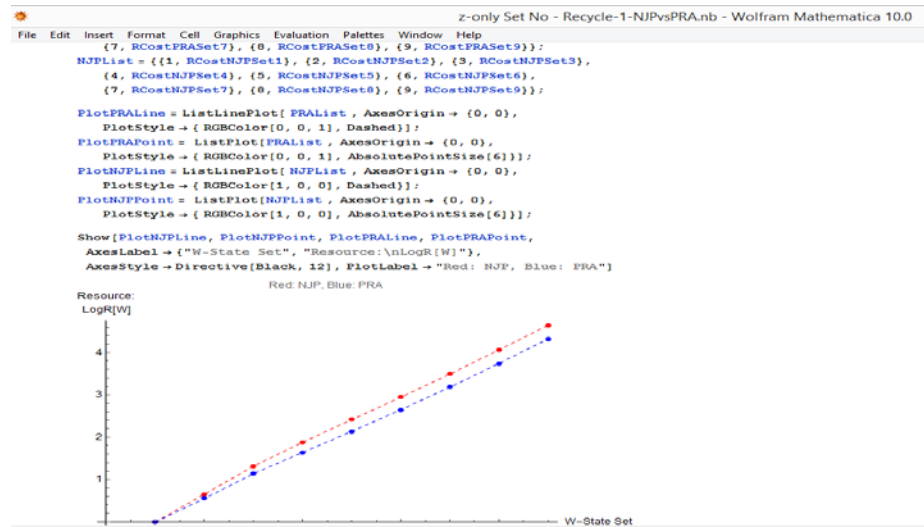 z-only Set No - Recycle-1-NJPvsPRA.nb - Wolfram Mathematica 10.0
File Edit Insert Format Cell Graphics Evaluation Palettes Window Help
{7, RCostPRASet7}, {8, RCostPRASet8}, {9, RCostPRASet9}};
NJPList = {{1, RCostNJPSet1}, {2, RCostNJPSet2}, {3, RCostNJPSet3},
{4, RCostNJPSet4}, {5, RCostNJPSet5}, {6, RCostNJPSet6},
{7, RCostNJPSet7}, {8, RCostNJPSet8}, {9, RCostNJPSet9}};
PlotPRALine = ListLinePlot[ PRAList , AxesOrigin → {0, 0},
PlotStyle → { RGBColor[0, 0, 1], Dashed}];
PlotPRAPoint = ListPlot[PRAList , AxesOrigin → {0, 0},
PlotStyle → { RGBColor[0, 0, 1], AbsolutePointSize[6]}];
PlotNJPLine = ListLinePlot[ NJPList , AxesOrigin → {0, 0},
PlotStyle → { RGBColor[1, 0, 0], Dashed}];
PlotNJPPoint = ListPlot[NJPList , AxesOrigin → {0, 0},
PlotStyle → { RGBColor[1, 0, 0], AbsolutePointSize[6]}];
Show[PlotNJPLine, PlotNJPPoint, PlotPRALine, PlotPRAPoint,
AxesLabel → {"W-State Set", "Resource:\nLogR[W]"},
AxesStyle → Directive[Black, 12], PlotLabel → "Red: NJP, Blue: PRA"]
Red: NJP, Blue: PRA
Resource:
LogR[W]
4
3
2
1
W-State Set